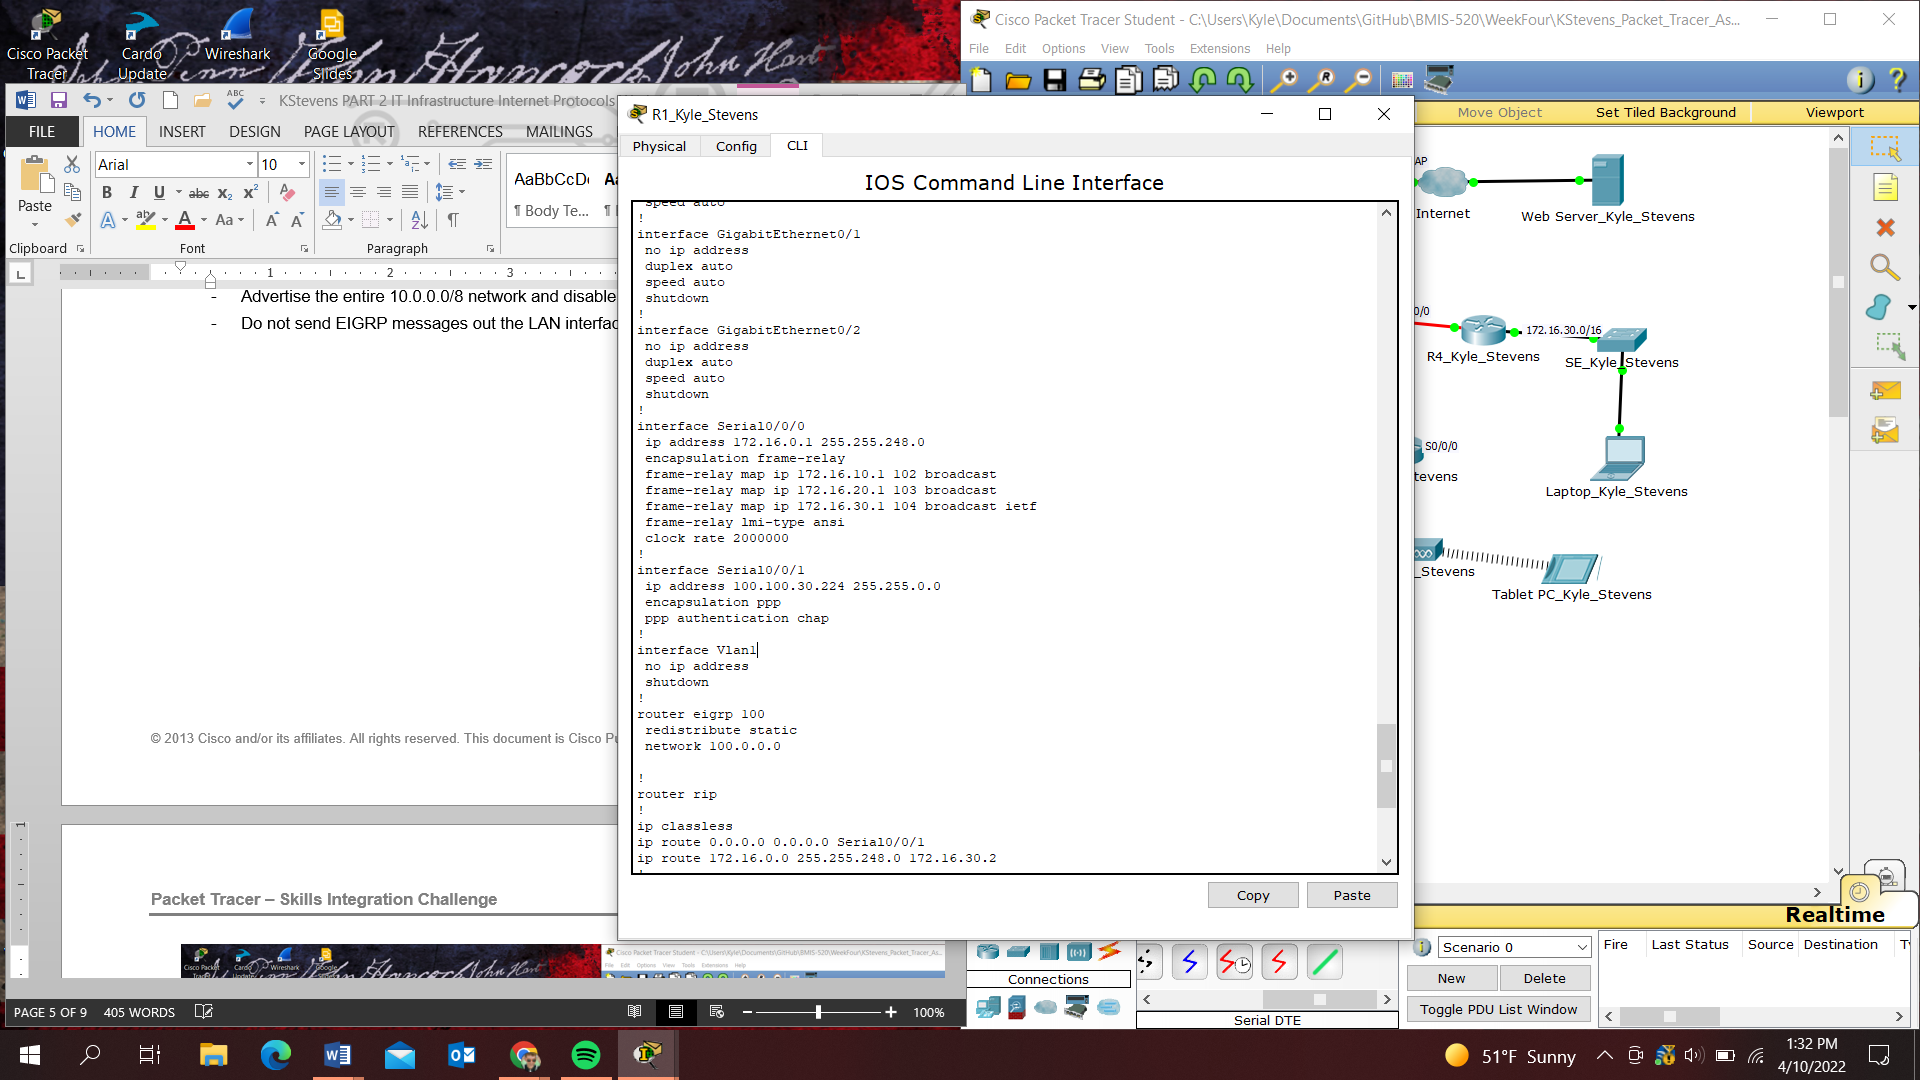 Cisco Packet
Tracer
Cardo
Update
Wireshark
Google
Slides
Cisco Packet Tracer Student - C:\Users\Kyle\Documents\GitHub\BMIS-520\WeekFour\KStevens_Packet_Tracer_As...
File Edit Options View Tools Extensions Help
KStevens PART 2 IT Infrastructure Internet Protocols
FILE HOME INSERT DESIGN PAGE LAYOUT REFERENCES MAILINGS
Arial 10
Paste
Clipboard Font Paragraph
AaBbCcD
¶ Body Te...
1 2 3
- Advertise the entire 10.0.0.0/8 network and disable
- Do not send EIGRP messages out the LAN interfac
© 2013 Cisco and/or its affiliates. All rights reserved. This document is Cisco Pu
Packet Tracer – Skills Integration Challenge
PAGE 5 OF 9 405 WORDS 100%
R1_Kyle_Stevens
Physical Config CLI
IOS Command Line Interface
speed auto
!
interface GigabitEthernet0/1
no ip address
duplex auto
speed auto
shutdown
!
interface GigabitEthernet0/2
no ip address
duplex auto
speed auto
shutdown
!
interface Serial0/0/0
ip address 172.16.0.1 255.255.248.0
encapsulation frame-relay
frame-relay map ip 172.16.10.1 102 broadcast
frame-relay map ip 172.16.20.1 103 broadcast
frame-relay map ip 172.16.30.1 104 broadcast ietf
frame-relay lmi-type ansi
clock rate 2000000
!
interface Serial0/0/1
ip address 100.100.30.224 255.255.0.0
encapsulation ppp
ppp authentication chap
!
interface Vlan1
no ip address
shutdown
!
router eigrp 100
redistribute static
network 100.0.0.0
!
router rip
!
ip classless
ip route 0.0.0.0 0.0.0.0 Serial0/0/1
ip route 172.16.0.0 255.255.248.0 172.16.30.2
Copy Paste
Move Object Set Tiled Background Viewport
AP
Internet
Web Server_Kyle_Stevens
0/0
172.16.30.0/16
R4_Kyle_Stevens
SE_Kyle_Stevens
S0/0/0
tevens
Laptop_Kyle_Stevens
_Stevens
Tablet PC_Kyle_Stevens
Realtime
Connections
Serial DTE
Scenario 0
New Delete
Toggle PDU List Window
Fire Last Status Source Destination
51°F Sunny
1:32 PM
4/10/2022